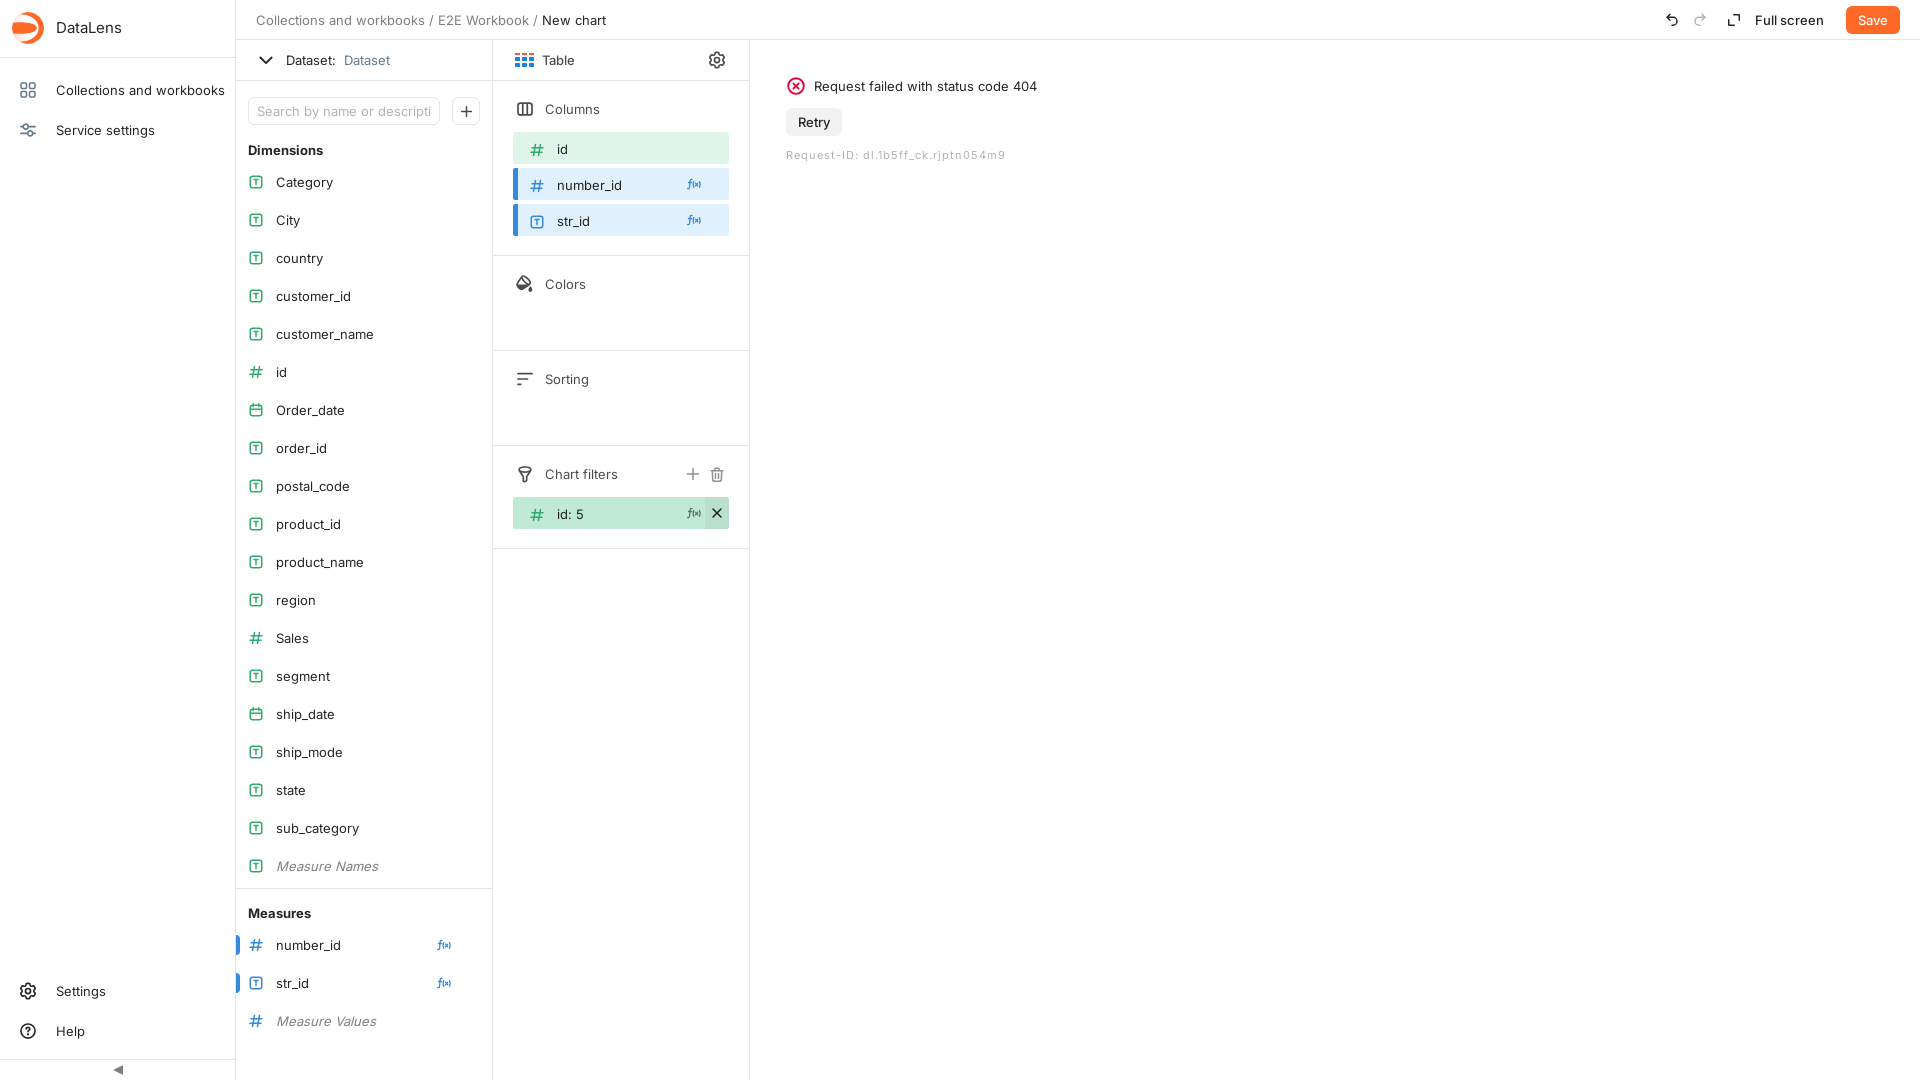 DataLens
Collections and workbooks
Service settings
Settings
Help
Collections and workbooks / E2E Workbook / New chart
Full screen
Save
Dataset: Dataset
Search by name or descripti
Dimensions
Category
City
country
customer_id
customer_name
id
Order_date
order_id
postal_code
product_id
product_name
region
Sales
segment
ship_date
ship_mode
state
sub_category
Measure Names
Measures
number_id
str_id
Measure Values
Table
Columns
id
number_id
str_id
Colors
Sorting
Chart filters
id: 5
Request failed with status code 404
Retry
Request-ID: dl.1b5ff_ck.rjptn054m9